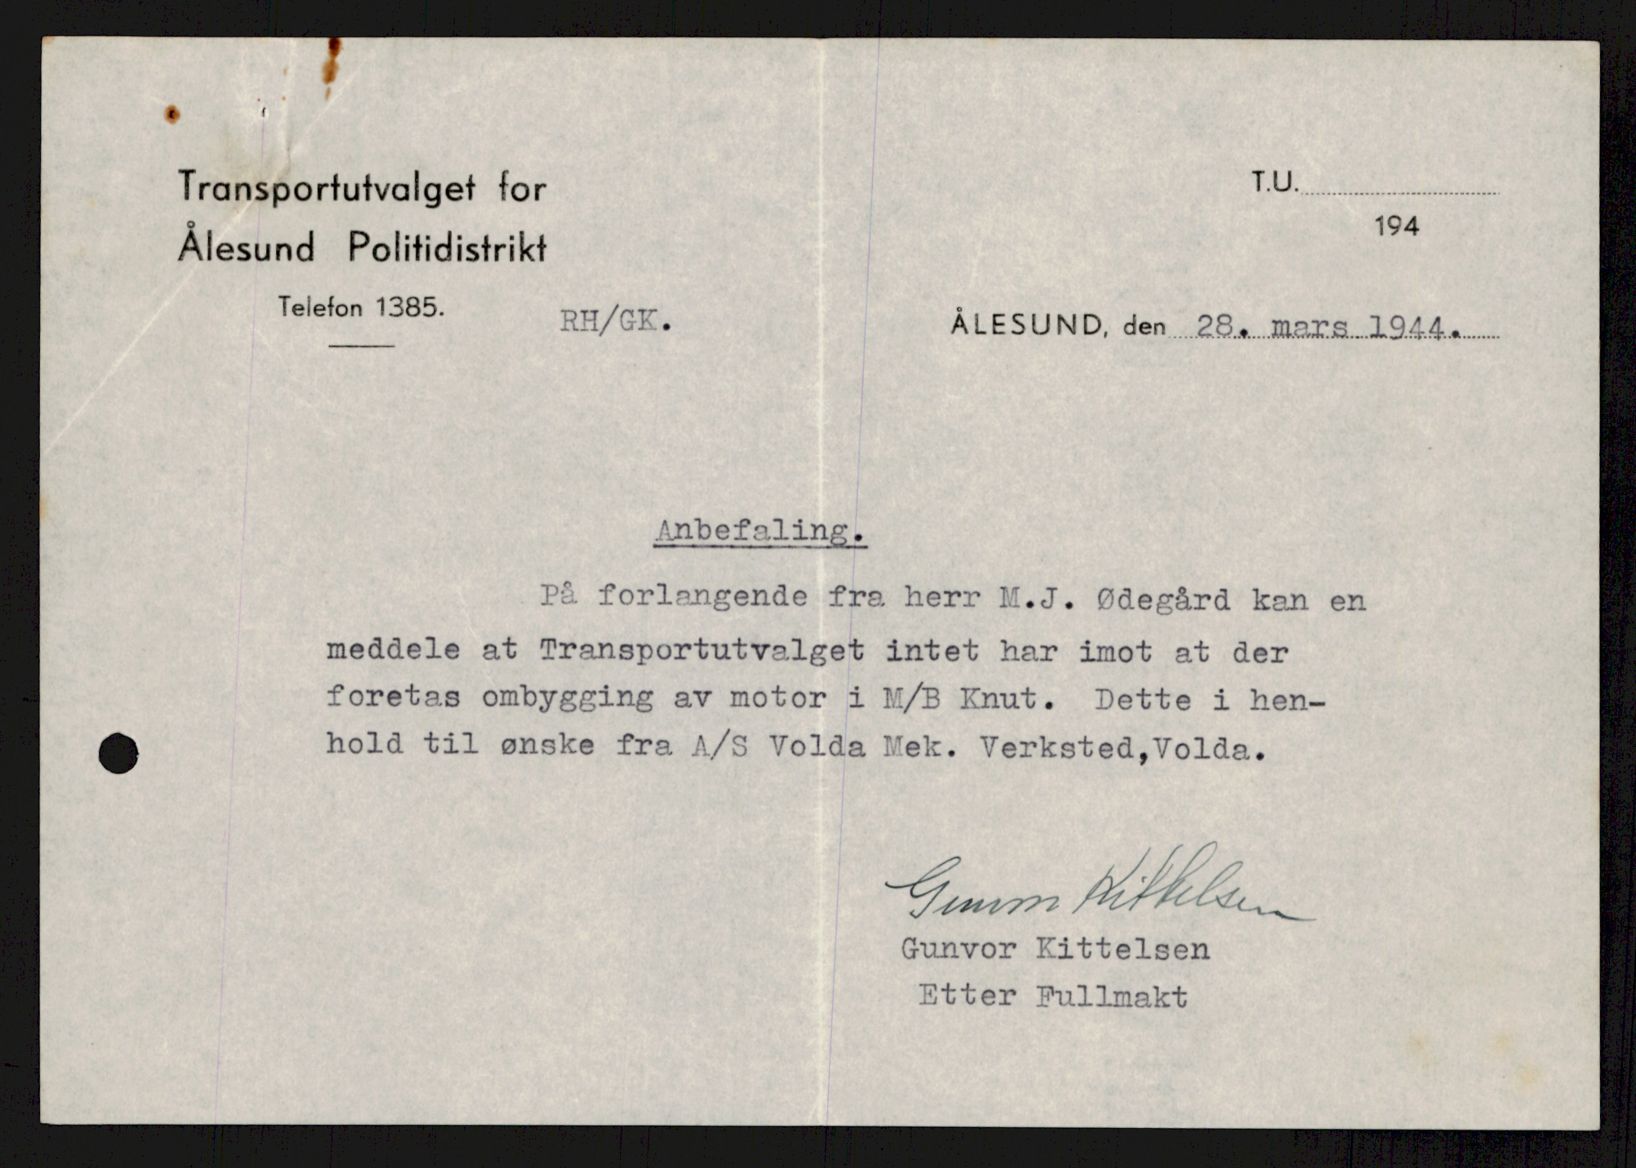 Transportutvalget for
Ålesund Politidistrikt
Telefon 1385.
RH/GK.
T.U.
194
ÅLESUND, den 28. mars 1944.
Anbefaling.
På forlangende fra herr M.J. Ødegård kan en
meddele at Transportutvalget intet har imot at der
foretas ombygging av motor i M/B Knut. Dette i hen-
hold til ønske fra A/S Volda Mek. Verksted,Volda.
Gunvor Kittelsen
Gunvor Kittelsen
Etter Fullmakt